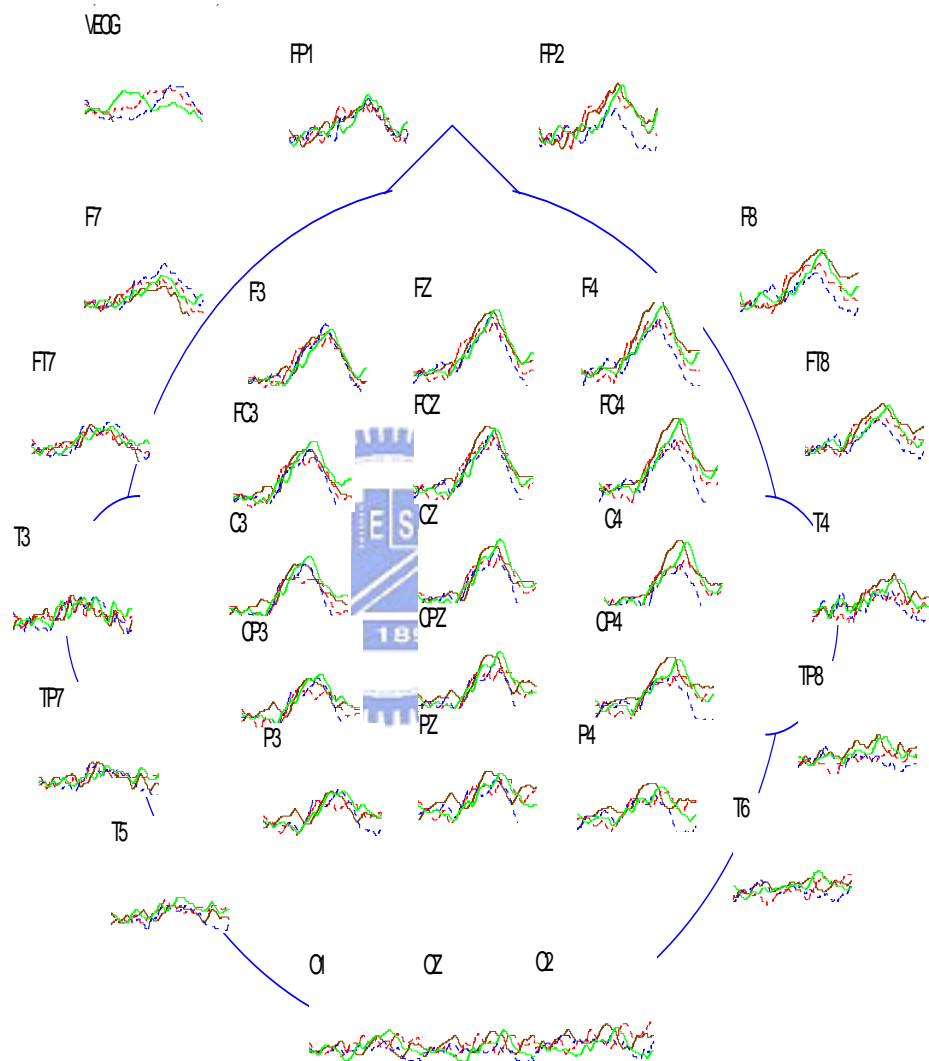 VEOG
FP1 FP2
F7 F8
F3 FZ F4
FT7 FT8
FC3 FCZ FC4
C3 CZ C4
T3 T4
CP3 CPZ CP4
TP7 TP8
P3 PZ P4
T5 T6
O1 OZ O2
E S
189